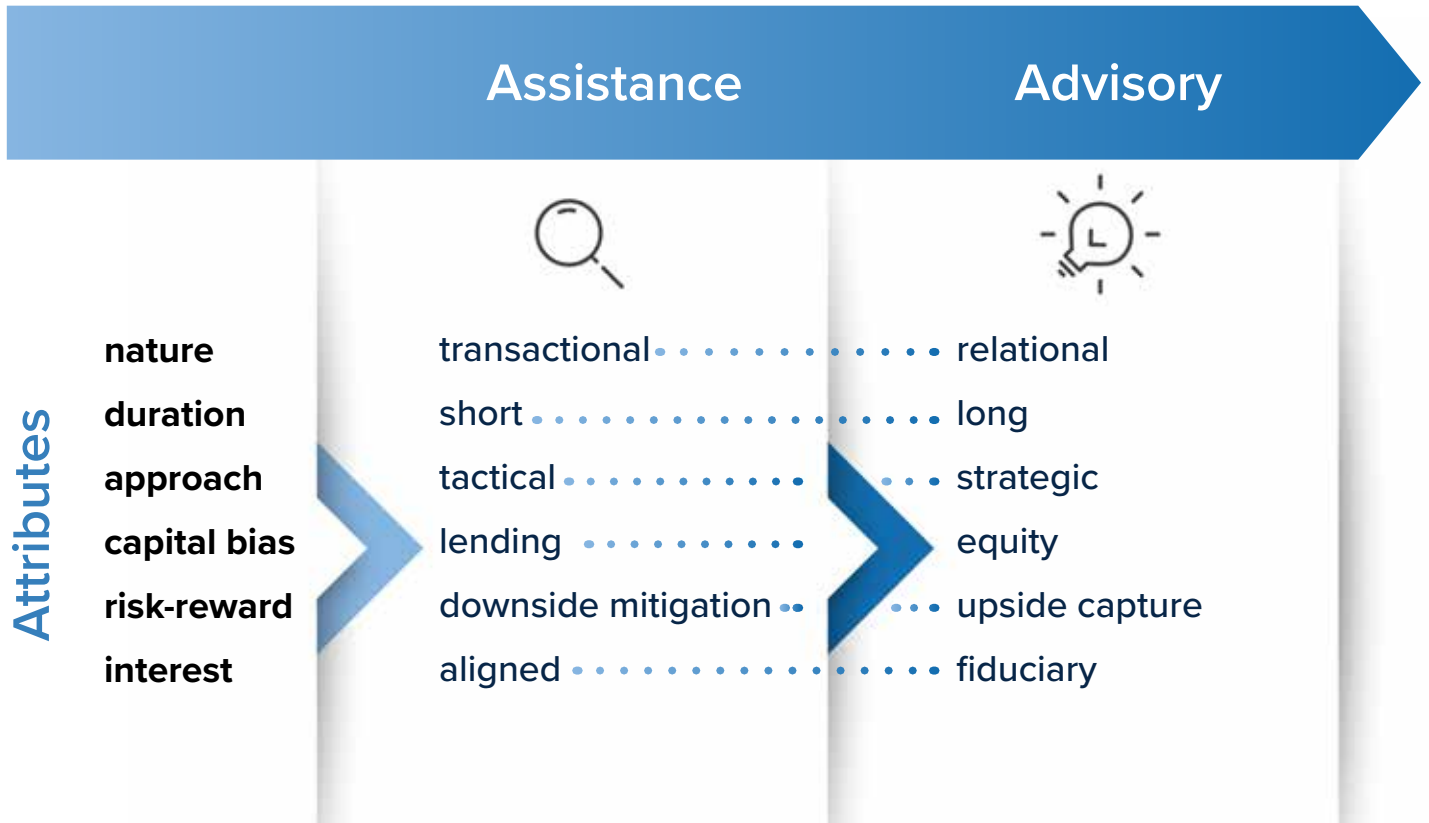 Assistance Advisory
Attributes
nature transactional relational
duration short long
approach tactical strategic
capital bias lending equity
risk-reward downside mitigation upside capture
interest aligned fiduciary